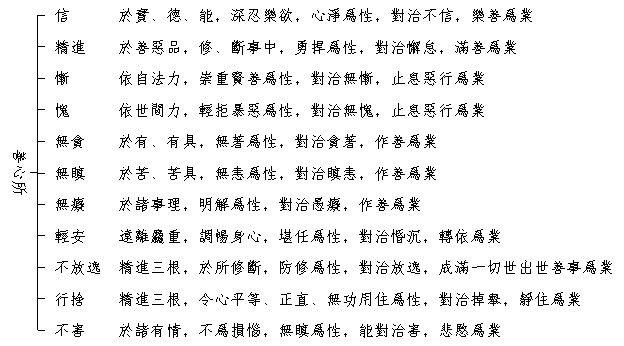 善心所
信 於實、德、能，深忍樂欲，心淨爲性，對治不信，樂善爲業
精進 於善惡品，修、斷事中，勇捍爲性，對治懈怠，滿善爲業
慚 依自法力，崇重賢善爲性，對治無慚，止息惡行爲業
愧 依世間力，輕拒暴惡爲性，對治無愧，止息惡行爲業
無貪 於有、有具，無著爲性，對治貪著，作善爲業
無瞋 於苦、苦具，無恚爲性，對治瞋恚，作善爲業
無癡 於諸事理，明解爲性，對治愚癡，作善爲業
輕安 遠離麤重，調暢身心，堪任爲性，對治惛沉，轉依爲業
不放逸 精進三根，於所修斷，防修爲性，對治放逸，成滿一切世出世善事爲業
行捨 精進三根，令心平等、正直、無功用住爲性，對治掉舉，靜住爲業
不害 於諸有情，不爲損惱，無瞋爲性，能對治害，悲愍爲業